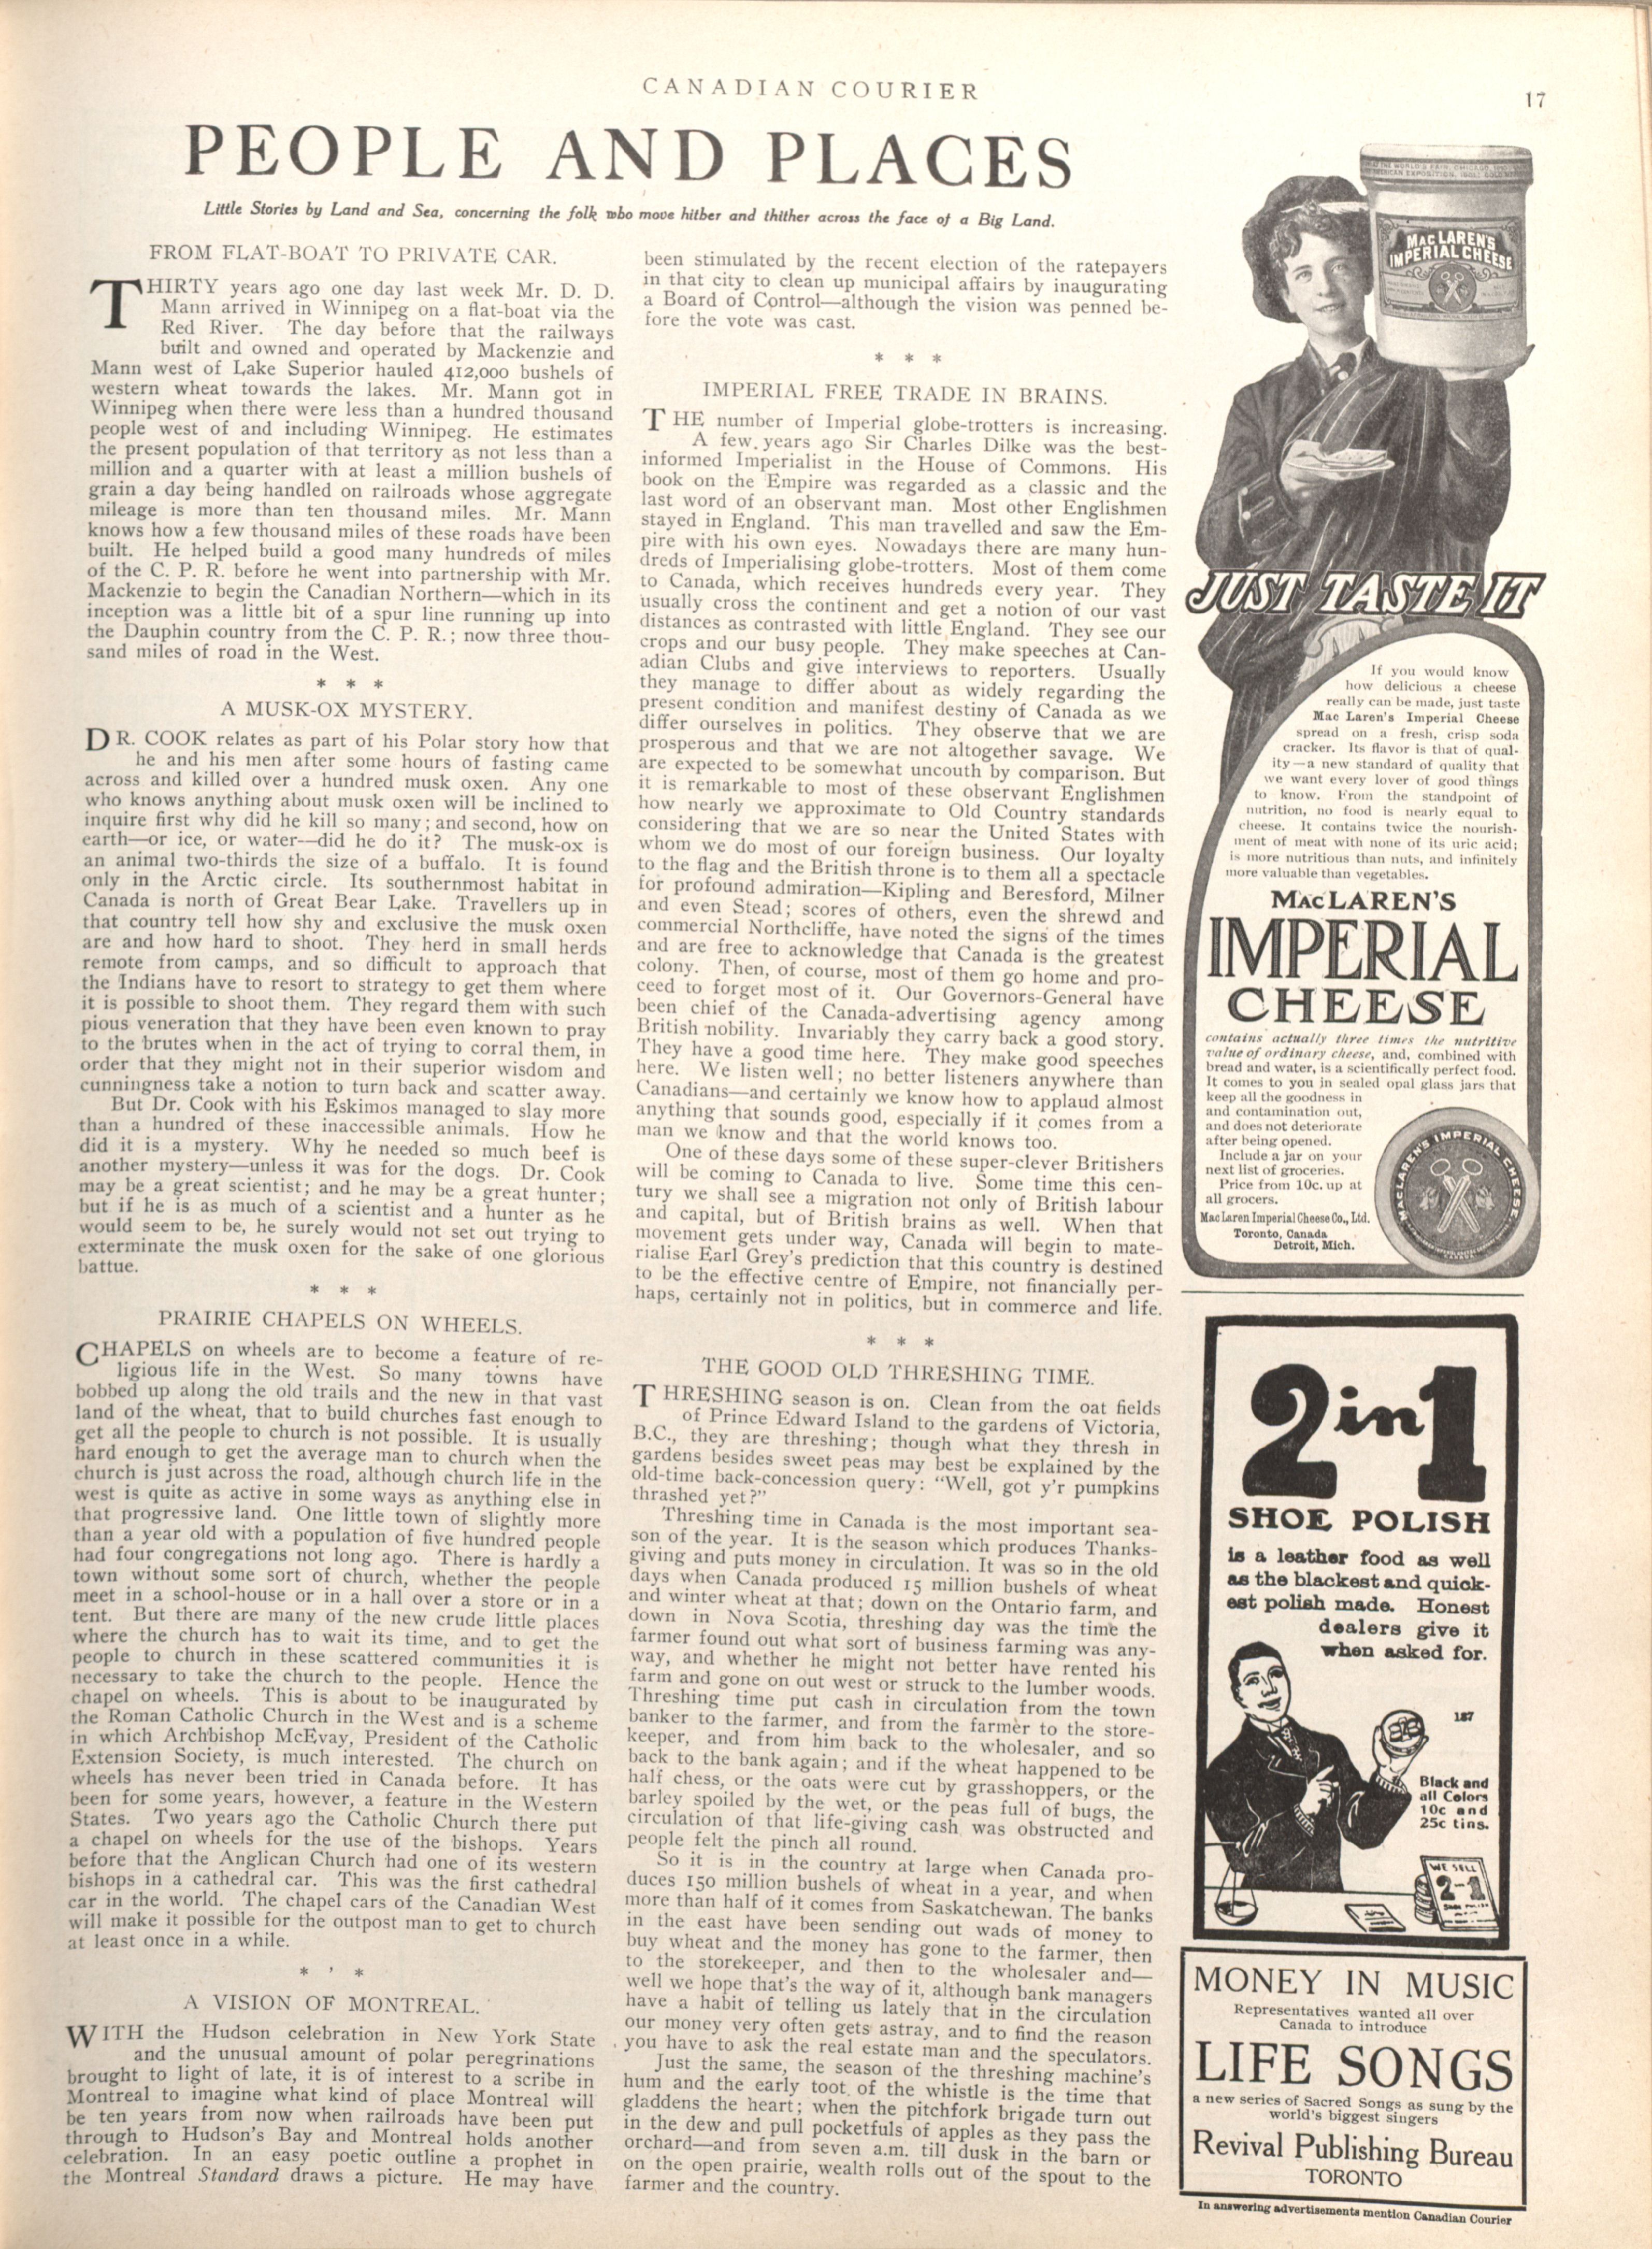 CANADIAN COURIER
17
PEOPLE AND PLACES
Little Stories by Land and Sea, concerning the folk who move hither and thither across the face of a Big Land.
FROM FLAT-BOAT TO PRIVATE CAR.
THIRTY years ago one day last week Mr. D. D.
Mann arrived in Winnipeg on a flat-boat via the
Red River. The day before that the railways
built and owned and operated by Mackenzie and
Mann west of Lake Superior hauled 412,000 bushels of
western wheat towards the lakes. Mr. Mann got in
Winnipeg when there were less than a hundred thousand
people west of and including Winnipeg. He estimates
the present population of that territory as not less than a
million and a quarter with at least a million bushels of
grain a day being handled on railroads whose aggregate
mileage is more than ten thousand miles. Mr. Mann
knows how a few thousand miles of these roads have been
built. He helped build a good many hundreds of miles
of the C. P. R. before he went into partnership with Mr.
Mackenzie to begin the Canadian Northern—which in its
inception was a little bit of a spur line running up into
the Dauphin country from the C. P. R.; now three thou-
sand miles of road in the West.
* * *
A MUSK-OX MYSTERY.
DR. COOK relates as part of his Polar story how that
he and his men after some hours of fasting came
across and killed over a hundred musk oxen. Any one
who knows anything about musk oxen will be inclined to
inquire first why did he kill so many; and second, how on
earth—or ice, or water—did he do it? The musk-ox is
an animal two-thirds the size of a buffalo. It is found
only in the Arctic circle. Its southernmost habitat in
Canada is north of Great Bear Lake. Travellers up in
that country tell how shy and exclusive the musk oxen
are and how hard to shoot. They herd in small herds
remote from camps, and so difficult to approach that
the Indians have to resort to strategy to get them where
it is possible to shoot them. They regard them with such
pious veneration that they have been even known to pray
to the brutes when in the act of trying to corral them, in
order that they might not in their superior wisdom and
cunningness take a notion to turn back and scatter away.
But Dr. Cook with his Eskimos managed to slay more
than a hundred of these inaccessible animals. How he
did it is a mystery. Why he needed so much beef is
another mystery—unless it was for the dogs. Dr. Cook
may be a great scientist; and he may be a great hunter;
but if he is as much of a scientist and a hunter as he
would seem to be, he surely would not set out trying to
exterminate the musk oxen for the sake of one glorious
battue.
* * *
PRAIRIE CHAPELS ON WHEELS.
CHAPELS on wheels are to become a feature of re-
ligious life in the West. So many towns have
bobbed up along the old trails and the new in that vast
land of the wheat, that to build churches fast enough to
get all the people to church is not possible. It is usually
hard enough to get the average man to church when the
church is just across the road, although church life in the
west is quite as active in some ways as anything else in
that progressive land. One little town of slightly more
than a year old with a population of five hundred people
had four congregations not long ago. There is hardly a
town without some sort of church, whether the people
meet in a school-house or in a hall over a store or in a
tent. But there are many of the new crude little places
where the church has to wait its time, and to get the
people to church in these scattered communities it is
necessary to take the church to the people. Hence the
chapel on wheels. This is about to be inaugurated by
the Roman Catholic Church in the West and is a scheme
in which Archbishop McEvay, President of the Catholic
Extension Society, is much interested. The church on
wheels has never been tried in Canada before. It has
been for some years, however, a feature in the Western
States. Two years ago the Catholic Church there put
a chapel on wheels for the use of the bishops. Years
before that the Anglican Church had one of its western
bishops in a cathedral car. This was the first cathedral
car in the world. The chapel cars of the Canadian West
will make it possible for the outpost man to get to church
at least once in a while.
* ' *
A VISION OF MONTREAL.
WITH the Hudson celebration in New York State
and the unusual amount of polar peregrinations
brought to light of late, it is of interest to a scribe in
Montreal to imagine what kind of place Montreal will
be ten years from now when railroads have been put
through to Hudson's Bay and Montreal holds another
celebration. In an easy poetic outline a prophet in
the Montreal Standard draws a picture. He may have
been stimulated by the recent election of the ratepayers
in that city to clean up municipal affairs by inaugurating
a Board of Control—although the vision was penned be-
fore the vote was cast.
* * *
IMPERIAL FREE TRADE IN BRAINS.
THE number of Imperial globe-trotters is increasing.
A few years ago Sir Charles Dilke was the best-
informed Imperialist in the House of Commons. His
book on the Empire was regarded as a classic and the
last word of an observant man. Most other Englishmen
stayed in England. This man travelled and saw the Em-
pire with his own eyes. Nowadays there are many hun-
dreds of Imperialising globe-trotters. Most of them come
to Canada, which receives hundreds every year. They
usually cross the continent and get a notion of our vast
distances as contrasted with little England. They see our
crops and our busy people. They make speeches at Can-
adian Clubs and give interviews to reporters. Usually
they manage to differ about as widely regarding the
present condition and manifest destiny of Canada as we
differ ourselves in politics. They observe that we are
prosperous and that we are not altogether savage. We
are expected to be somewhat uncouth by comparison. But
it is remarkable to most of these observant Englishmen
how nearly we approximate to Old Country standards
considering that we are so near the United States with
whom we do most of our foreign business. Our loyalty
to the flag and the British throne is to them all a spectacle
for profound admiration—Kipling and Beresford, Milner
and even Stead; scores of others, even the shrewd and
commercial Northcliffe, have noted the signs of the times
and are free to acknowledge that Canada is the greatest
colony. Then, of course, most of them go home and pro-
ceed to forget most of it. Our Governors-General have
been chief of the Canada-advertising agency among
British nobility. Invariably they carry back a good story.
They have a good time here. They make good speeches
here. We listen well; no better listeners anywhere than
Canadians—and certainly we know how to applaud almost
anything that sounds good, especially if it comes from a
man we know and that the world knows too.
One of these days some of these super-clever Britishers
will be coming to Canada to live. Some time this cen-
tury we shall see a migration not only of British labour
and capital, but of British brains as well. When that
movement gets under way, Canada will begin to mate-
rialise Earl Grey's prediction that this country is destined
to be the effective centre of Empire, not financially per-
haps, certainly not in politics, but in commerce and life.
* * *
THE GOOD OLD THRESHING TIME.
THRESHING season is on. Clean from the oat fields
of Prince Edward Island to the gardens of Victoria,
B.C., they are threshing; though what they thresh in
gardens besides sweet peas may best be explained by the
old-time back-concession query: "Well, got y'r pumpkins
thrashed yet?"
Threshing time in Canada is the most important sea-
son of the year. It is the season which produces Thanks-
giving and puts money in circulation. It was so in the old
days when Canada produced 15 million bushels of wheat
and winter wheat at that; down on the Ontario farm, and
down in Nova Scotia, threshing day was the time the
farmer found out what sort of business farming was any-
way, and whether he might not better have rented his
farm and gone on out west or struck to the lumber woods.
Threshing time put cash in circulation from the town
banker to the farmer, and from the farmer to the store-
keeper, and from him back to the wholesaler, and so
back to the bank again; and if the wheat happened to be
half chess, or the oats were cut by grasshoppers, or the
barley spoiled by the wet, or the peas full of bugs, the
circulation of that life-giving cash was obstructed and
people felt the pinch all round.
So it is in the country at large when Canada pro-
duces 150 million bushels of wheat in a year, and when
more than half of it comes from Saskatchewan. The banks
in the east have been sending out wads of money to
buy wheat and the money has gone to the farmer, then
to the storekeeper, and then to the wholesaler and—
well we hope that's the way of it, although bank managers
have a habit of telling us lately that in the circulation
our money very often gets astray, and to find the reason
you have to ask the real estate man and the speculators.
Just the same, the season of the threshing machine's
hum and the early toot of the whistle is the time that
gladdens the heart; when the pitchfork brigade turn out
in the dew and pull pocketfuls of apples as they pass the
orchard—and from seven a.m. till dusk in the barn or
on the open prairie, wealth rolls out of the spout to the
farmer and the country.
MACLAREN'S
IMPERIAL CHEESE
JUST TASTE IT
If you would know
how delicious a cheese
really can be made, just taste
Mac Laren's Imperial Cheese
spread on a fresh, crisp soda
cracker. Its flavor is that of qual-
ity—a new standard of quality that
we want every lover of good things
to know. From the standpoint of
nutrition, no food is nearly equal to
cheese. It contains twice the nourish-
ment of meat with none of its uric acid;
is more nutritious than nuts, and infinitely
more valuable than vegetables.
MACLAREN'S
IMPERIAL
CHEESE
contains actually three times the nutritive
value of ordinary cheese, and, combined with
bread and water, is a scientifically perfect food.
It comes to you in sealed opal glass jars that
keep all the goodness in
and contamination out,
and does not deteriorate
after being opened.
Include a jar on your
next list of groceries.
Price from 10c. up at
all grocers.
MacLaren Imperial Cheese Co., Ltd.
Toronto, Canada
Detroit, Mich.
MACLAREN'S IMPERIAL CHEESE
2 in 1
SHOE POLISH
is a leather food as well
as the blackest and quick-
est polish made. Honest
dealers give it
when asked for.
187
Black and
all Colors
10c and
25c tins.
WE SELL
2-1
SHOE POLISH
MONEY IN MUSIC
Representatives wanted all over
Canada to introduce
LIFE SONGS
a new series of Sacred Songs as sung by the
world's biggest singers
Revival Publishing Bureau
TORONTO
In answering advertisements mention Canadian Courier